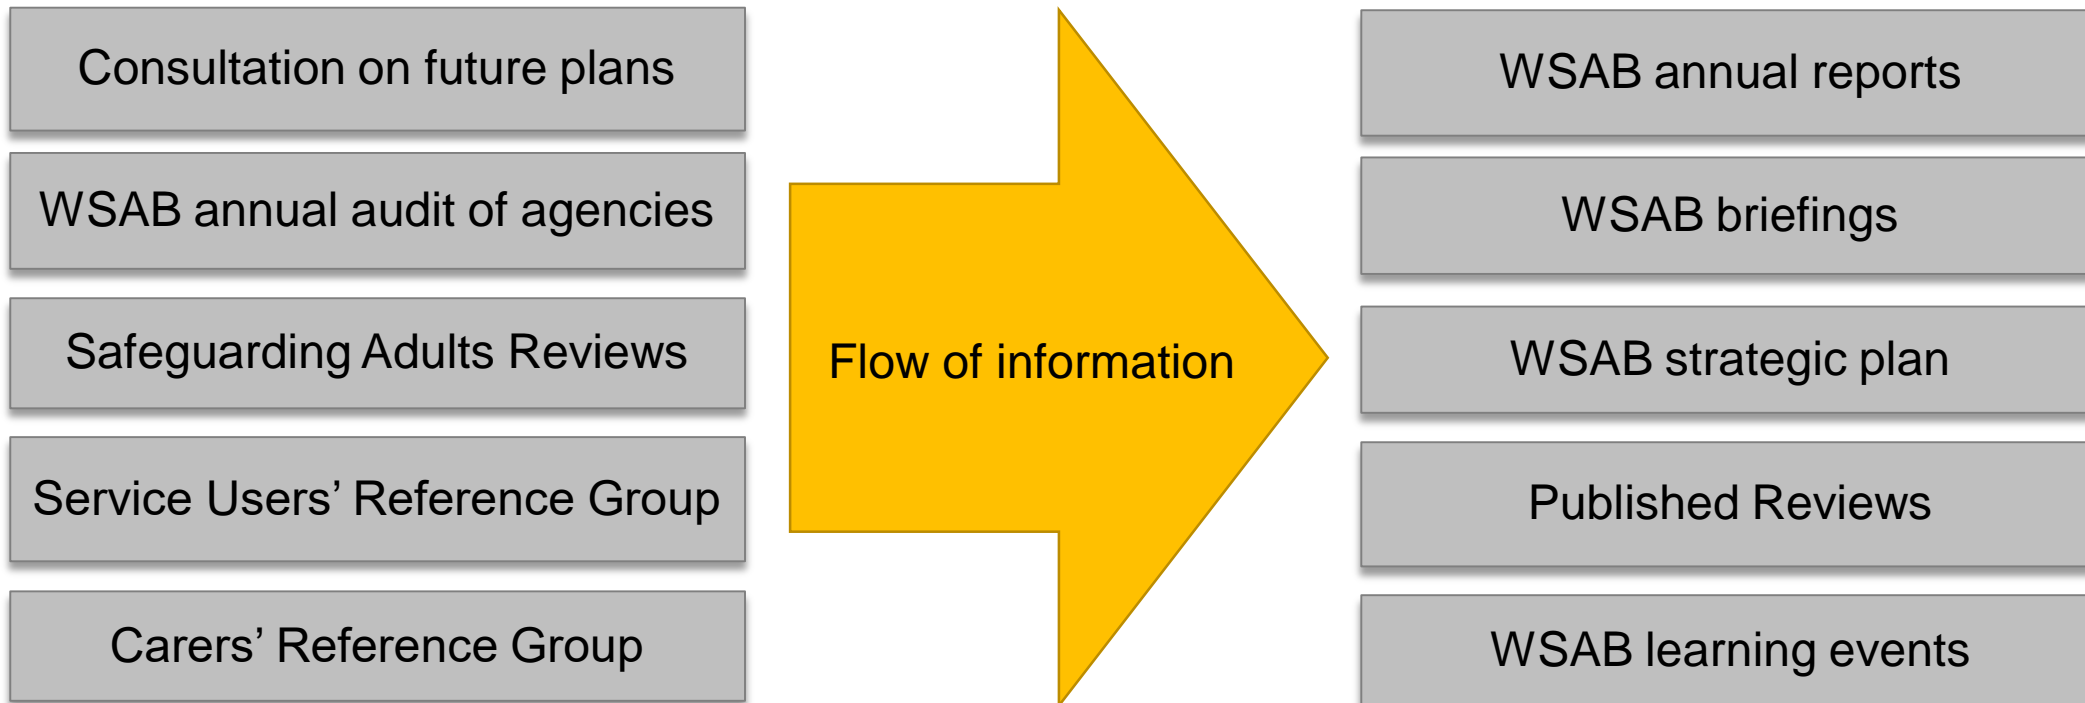 Consultation on future plans
WSAB annual audit of agencies
Safeguarding Adults Reviews
Service Users’ Reference Group
Carers’ Reference Group
Flow of information
WSAB annual reports
WSAB briefings
WSAB strategic plan
Published Reviews
WSAB learning events